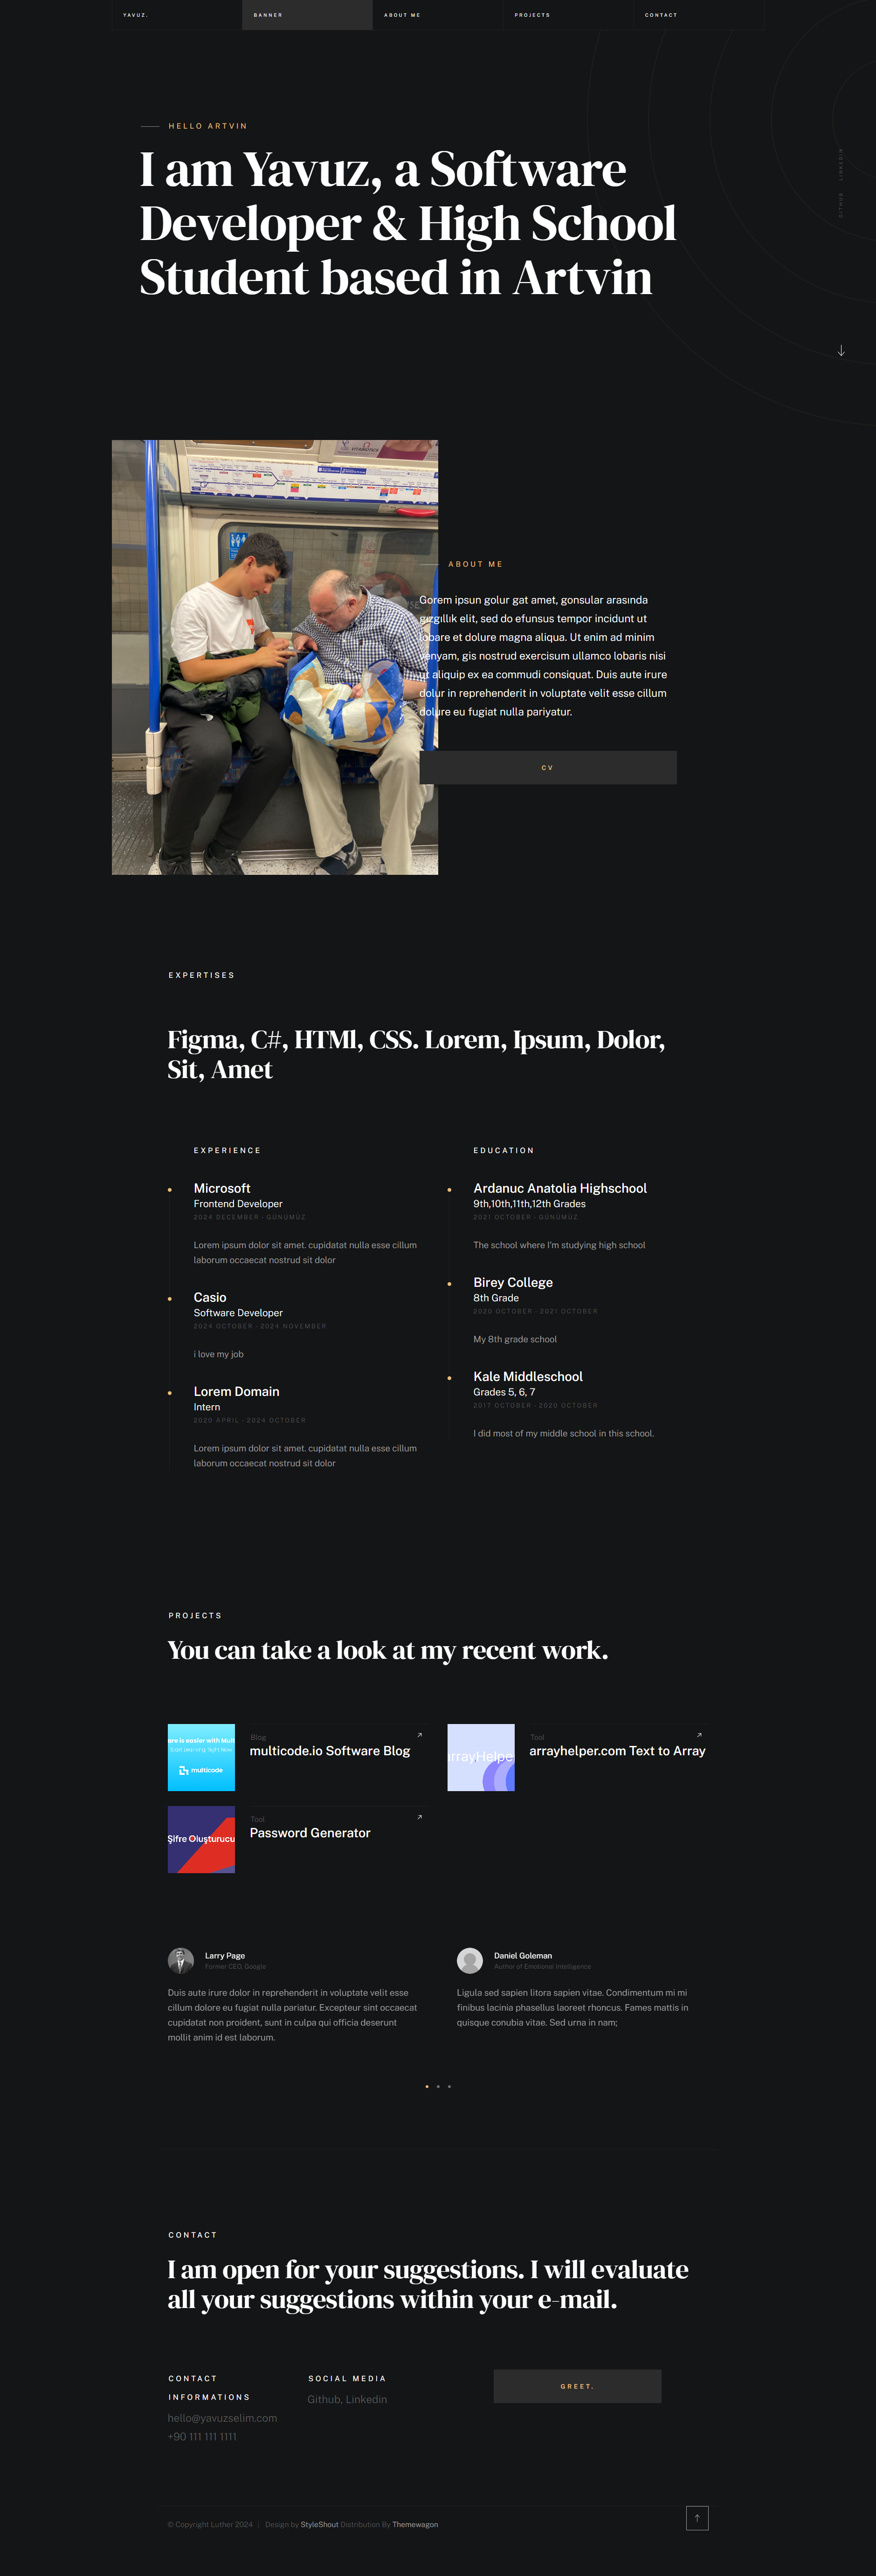 YAVUZ.
BANNER
ABOUT ME
PROJECTS
CONTACT
HELLO ARTVIN
I am Yavuz, a Software
Developer & High School
Student based in Artvin
LINKEDIN
GITHUB
ABOUT ME
Gorem ipsun golur gat amet, gonsular arasında
gızgıllık elit, sed do efunsus tempor incidunt ut
lobare et dolure magna aliqua. Ut enim ad minim
venyam, gis nostrud exercisum ullamco lobaris nisi
ut aliquip ex ea commudi consiquat. Duis aute irure
dolur in reprehenderit in voluptate velit esse cillum
dolure eu fugiat nulla pariyatur.
CV
EXPERTISES
Figma, C#, HTMl, CSS. Lorem, Ipsum, Dolor,
Sit, Amet
EXPERIENCE
Microsoft
Frontend Developer
2024 DECEMBER - GÜNÜMÜZ
Lorem ipsum dolor sit amet. cupidatat nulla esse cillum
laborum occaecat nostrud sit dolor
Casio
Software Developer
2024 OCTOBER - 2024 NOVEMBER
i love my job
Lorem Domain
Intern
2020 APRIL - 2024 OCTOBER
Lorem ipsum dolor sit amet. cupidatat nulla esse cillum
laborum occaecat nostrud sit dolor
EDUCATION
Ardanuc Anatolia Highschool
9th,10th,11th,12th Grades
2021 OCTOBER - GÜNÜMÜZ
The school where I'm studying high school
Birey College
8th Grade
2020 OCTOBER - 2021 OCTOBER
My 8th grade school
Kale Middleschool
Grades 5, 6, 7
2017 OCTOBER - 2020 OCTOBER
I did most of my middle school in this school.
PROJECTS
You can take a look at my recent work.
are is easier with Mult
Start Learning, Right Now
multicode
Blog
multicode.io Software Blog
arrayHelpe
Tool
arrayhelper.com Text to Array
Şifre Oluşturucu
Tool
Password Generator
Larry Page
Former CEO, Google
Duis aute irure dolor in reprehenderit in voluptate velit esse
cillum dolore eu fugiat nulla pariatur. Excepteur sint occaecat
cupidatat non proident, sunt in culpa qui officia deserunt
mollit anim id est laborum.
Daniel Goleman
Author of Emotional Intelligence
Ligula sed sapien litora sapien vitae. Condimentum mi mi
finibus lacinia phasellus laoreet rhoncus. Fames mattis in
quisque conubia vitae. Sed urna in nam;
CONTACT
I am open for your suggestions. I will evaluate
all your suggestions within your e-mail.
CONTACT
INFORMATIONS
hello@yavuzselim.com
+90 111 111 1111
SOCIAL MEDIA
Github, Linkedin
GREET.
© Copyright Luther 2024 | Design by StyleShout Distribution By Themewagon